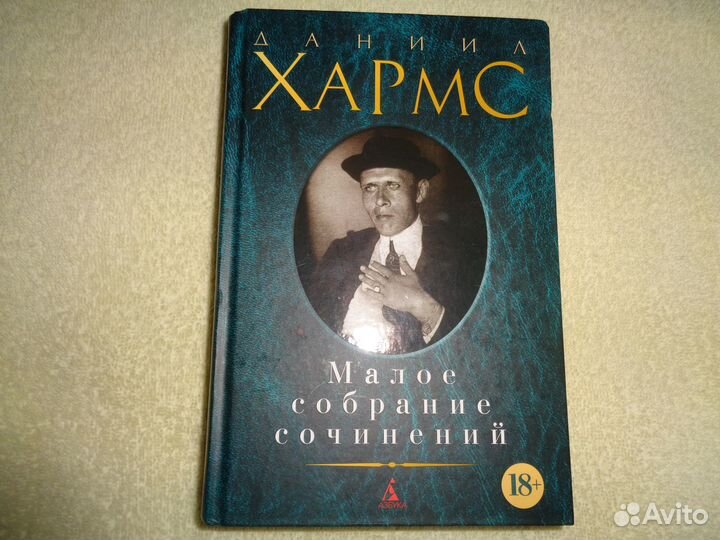 ДАНИИЛ
ХАРМС
Малое
собрание
сочинений
АЗБУКА
18+
Avito